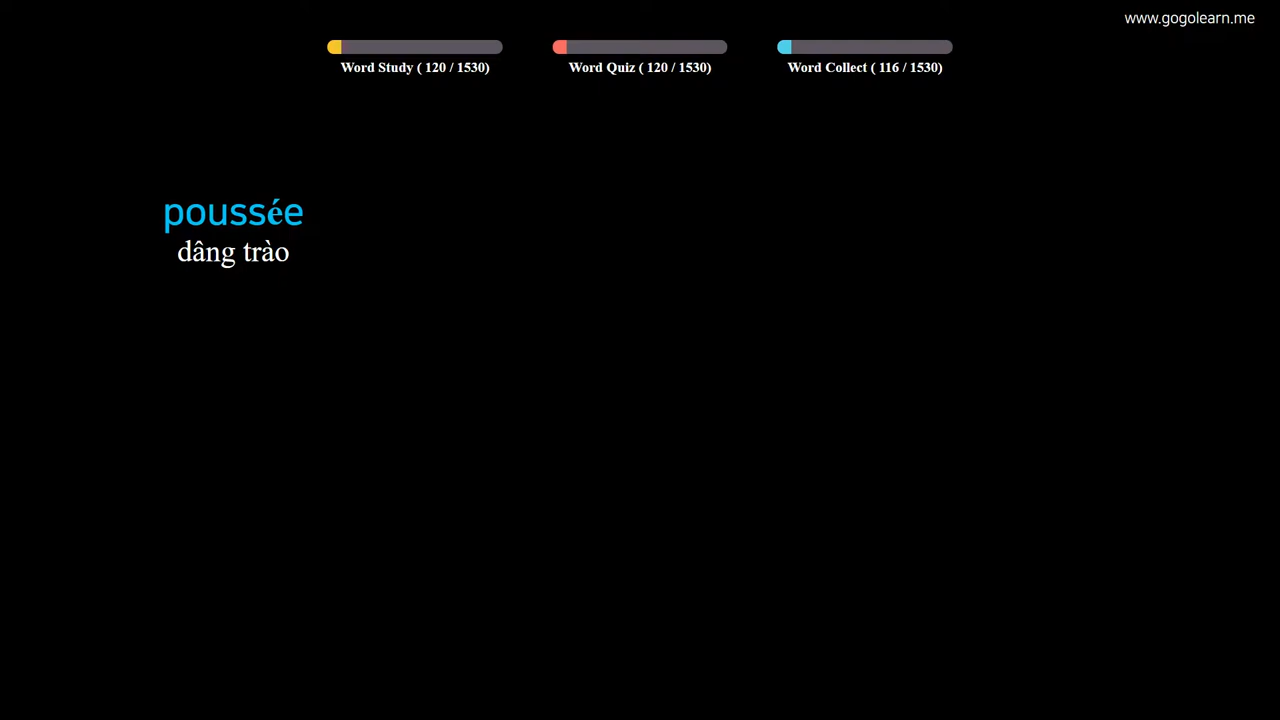 www.gogolearn.me
Word Study ( 120 / 1530)
Word Quiz ( 120 / 1530)
Word Collect ( 116 / 1530)
poussée
dâng trào